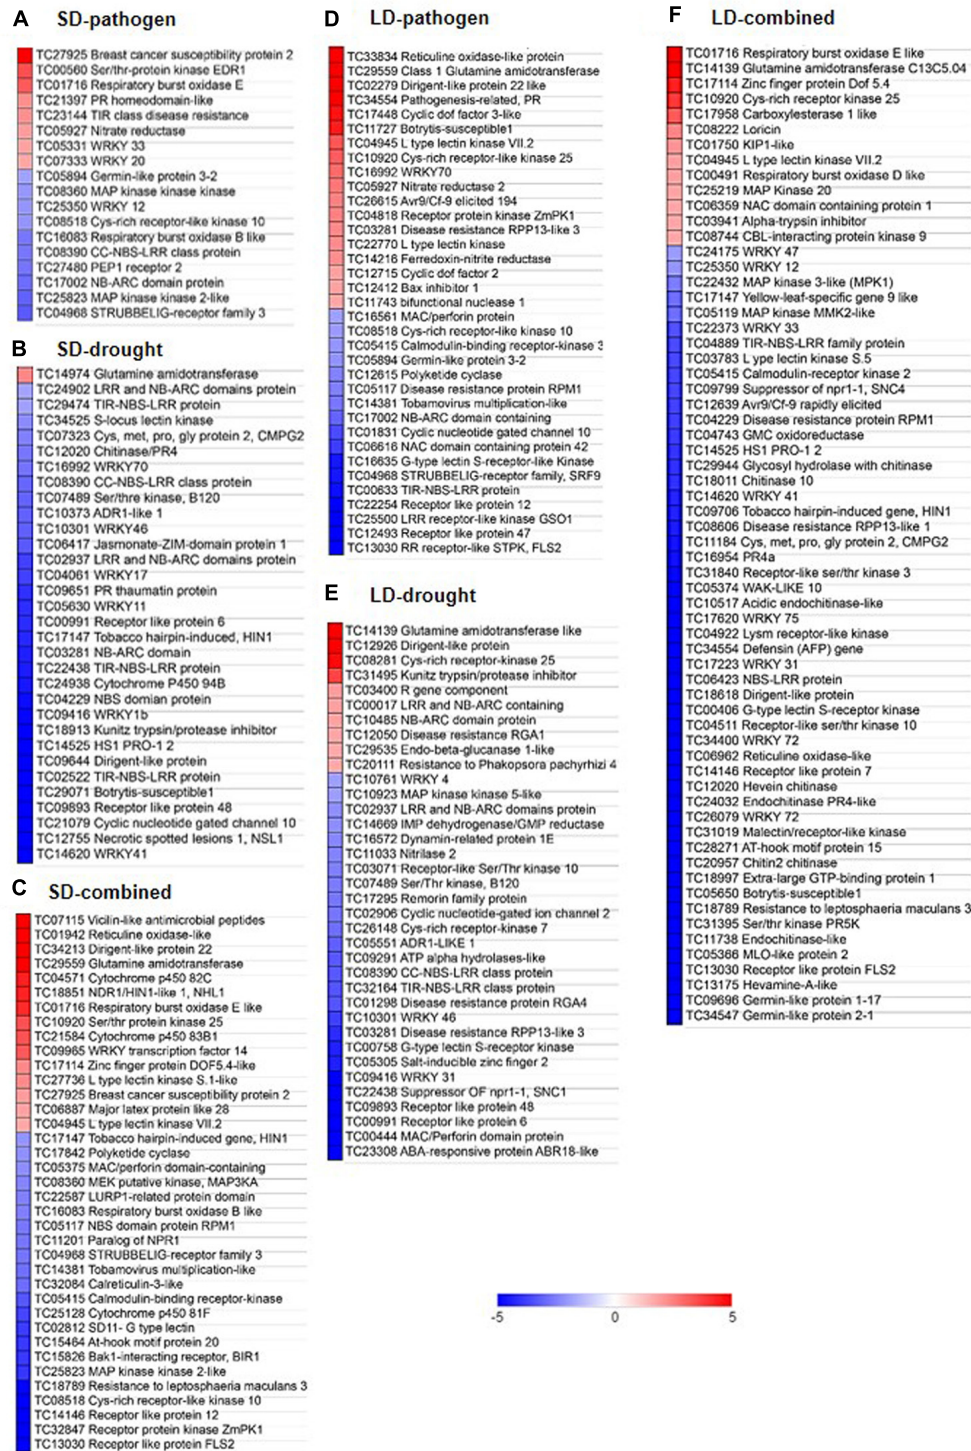 A SD-pathogen
TC27925 Breast cancer susceptibility protein 2
TC00560 Ser/thr-protein kinase EDR1
TC01716 Respiratory burst oxidase E
TC21397 PR homeodomain-like
TC23144 TIR class disease resistance
TC05927 Nitrate reductase
TC05331 WRKY 33
TC07333 WRKY 20
TC05894 Germin-like protein 3-2
TC08360 MAP kinase kinase kinase
TC25350 WRKY 12
TC08518 Cys-rich receptor-like kinase 10
TC16083 Respiratory burst oxidase B like
TC08390 CC-NBS-LRR class protein
TC27480 PEP1 receptor 2
TC17002 NB-ARC domain protein
TC25823 MAP kinase kinase 2-like
TC04968 STRUBBELIG-receptor family 3
B SD-drought
TC14974 Glutamine amidotransferase
TC24902 LRR and NB-ARC domains protein
TC29474 TIR-NBS-LRR protein
TC34525 S-locus lectin kinase
TC07323 Cys, met, pro, gly protein 2, CMPG2
TC12020 Chitinase/PR4
TC16992 WRKY70
TC08390 CC-NBS-LRR class protein
TC07489 Ser/thre kinase, B120
TC10373 ADR1-like 1
TC10301 WRKY46
TC06417 Jasmonate-ZIM-domain protein 1
TC02937 LRR and NB-ARC domains protein
TC04061 WRKY17
TC09651 PR thaumatin protein
TC05630 WRKY11
TC00991 Receptor like protein 6
TC17147 Tobacco hairpin-induced, HIN1
TC03281 NB-ARC domain
TC22438 TIR-NBS-LRR protein
TC24938 Cytochrome P450 94B
TC04229 NBS domian protein
TC09416 WRKY1b
TC18913 Kunitz trypsin/protease inhibitor
TC14525 HS1 PRO-1 2
TC09644 Dirigent-like protein
TC02522 TIR-NBS-LRR protein
TC29071 Botrytis-susceptible1
TC09893 Receptor like protein 48
TC21079 Cyclic nucleotide gated channel 10
TC12755 Necrotic spotted lesions 1, NSL1
TC14620 WRKY41
C SD-combined
TC07115 Vicilin-like antimicrobial peptides
TC01942 Reticuline oxidase-like
TC34213 Dirigent-like protein 22
TC29559 Glutamine amidotransferase
TC04571 Cytochrome p450 82C
TC18851 NDR1/HIN1-like 1, NHL1
TC01716 Respiratory burst oxidase E like
TC10920 Ser/thr protein kinase 25
TC21584 Cytochrome p450 83B1
TC09965 WRKY transcription factor 14
TC17114 Zinc finger protein DOF5.4-like
TC27736 L type lectin kinase S.1-like
TC27925 Breast cancer susceptibility protein 2
TC06887 Major latex protein like 28
TC04945 L type lectin kinase VII.2
TC17147 Tobacco hairpin-induced gene, HIN1
TC17842 Polyketide cyclase
TC05375 MAC/perforin domain-containing
TC08360 MEK putative kinase, MAP3KA
TC22587 LURP1-related protein domain
TC16083 Respiratory burst oxidase B like
TC05117 NBS domain protein RPM1
TC11201 Paralog of NPR1
TC04968 STRUBBELIG-receptor family 3
TC14381 Tobamovirus multiplication-like
TC32084 Calreticulin-3-like
TC05415 Calmodulin-binding receptor-kinase
TC25128 Cytochrome p450 81F
TC02812 SD11- G type lectin
TC15464 At-hook motif protein 20
TC15826 Bak1-interacting receptor, BIR1
TC25823 MAP kinase kinase 2-like
TC18789 Resistance to leptosphaeria maculans 3
TC08518 Cys-rich receptor-like kinase 10
TC14146 Receptor like protein 12
TC32847 Receptor protein kinase ZmPK1
TC13030 Receptor like protein FLS2
D LD-pathogen
TC33834 Reticuline oxidase-like protein
TC29559 Class 1 Glutamine amidotransferase
TC02279 Dirigent-like protein 22 like
TC34554 Pathogenesis-related, PR
TC17448 Cyclic dof factor 3-like
TC11727 Botrytis-susceptible1
TC04945 L type lectin kinase VII.2
TC10920 Cys-rich receptor-like kinase 25
TC16992 WRKY70
TC05927 Nitrate reductase 2
TC26615 Avr9/Cf-9 elicited 194
TC04818 Receptor protein kinase ZmPK1
TC03281 Disease resistance RPP13-like 3
TC22770 L type lectin kinase
TC14216 Ferredoxin-nitrite reductase
TC12715 Cyclic dof factor 2
TC12412 Bax inhibitor 1
TC11743 bifunctional nuclease 1
TC16561 MAC/perforin protein
TC08518 Cys-rich receptor-like kinase 10
TC05415 Calmodulin-binding receptor-kinase 3
TC05894 Germin-like protein 3-2
TC12615 Polyketide cyclase
TC05117 Disease resistance protein RPM1
TC14381 Tobamovirus multiplication-like
TC17002 NB-ARC domain containing
TC01831 Cyclic nucleotide gated channel 10
TC06616 NAC domain containing protein 42
TC16635 G-type lectin S-receptor-like Kinase
TC04968 STRUBBELIG-receptor family, SRF9
TC00633 TIR-NBS-LRR protein
TC22254 Receptor like protein 12
TC25500 LRR receptor-like kinase GSO1
TC12493 Receptor like protein 47
TC13030 RR receptor-like STPK, FLS2
E LD-drought
TC14139 Glutamine amidotransferase like
TC12926 Dirigent-like protein
TC08281 Cys-rich receptor-kinase 25
TC31495 Kunitz trypsin/protease inhibitor
TC03400 R gene component
TC00017 LRR and NB-ARC containing
TC10485 NB-ARC domain protein
TC12050 Disease resistance RGA1
TC29535 Endo-beta-glucanase 1-like
TC20111 Resistance to Phakopsora pachyrhizi 4
TC10761 WRKY 4
TC10923 MAP kinase kinase 5-like
TC02937 LRR and NB-ARC domains protein
TC14669 IMP dehydrogenase/GMP reductase
TC16572 Dynamin-related protein 1E
TC11033 Nitrilase 2
TC03071 Receptor-like Ser/Thr kinase 10
TC07489 Ser/Thr kinase, B120
TC17295 Remorin family protein
TC02906 Cyclic nucleotide-gated ion channel 2
TC26148 Cys-rich receptor-kinase 7
TC05551 ADR1-LIKE 1
TC09291 ATP alpha hydrolases-like
TC08390 CC-NBS-LRR class protein
TC32164 TIR-NBS-LRR class protein
TC01298 Disease resistance protein RGA4
TC10301 WRKY 46
TC03281 Disease resistance RPP13-like 3
TC00758 G-type lectin S-receptor kinase
TC05305 Salt-inducible zinc finger 2
TC09416 WRKY 31
TC22438 Suppressor OF npr1-1, SNC1
TC09893 Receptor like protein 48
TC00991 Receptor like protein 6
TC00444 MAC/Perforin domain protein
TC23308 ABA-responsive protein ABR18-like
F LD-combined
TC01716 Respiratory burst oxidase E like
TC14139 Glutamine amidotransferase C13C5.04
TC17114 Zinc finger protein Dof 5.4
TC10920 Cys-rich receptor kinase 25
TC17958 Carboxylesterase 1 like
TC08222 Loricin
TC01750 KIP1-like
TC04945 L type lectin kinase VII.2
TC00491 Respiratory burst oxidase D like
TC25219 MAP Kinase 20
TC06359 NAC domain containing protein 1
TC03941 Alpha-trypsin inhibitor
TC08744 CBL-interacting protein kinase 9
TC24175 WRKY 47
TC25350 WRKY 12
TC22432 MAP kinase 3-like (MPK1)
TC17147 Yellow-leaf-specific gene 9 like
TC05119 MAP kinase MMK2-like
TC22373 WRKY 33
TC04889 TIR-NBS-LRR family protein
TC03783 L type lectin kinase S.5
TC05415 Calmodulin-receptor kinase 2
TC09799 Suppressor of npr1-1, SNC4
TC12639 Avr9/Cf-9 rapidly elicited
TC04229 Disease resistance protein RPM1
TC04743 GMC oxidoreductase
TC14525 HS1 PRO-1 2
TC29944 Glycosyl hydrolase with chitinase
TC18011 Chitinase 10
TC14620 WRKY 41
TC09706 Tobacco hairpin-induced gene, HIN1
TC08606 Disease resistance RPP13-like 1
TC11184 Cys, met, pro, gly protein 2, CMPG2
TC16954 PR4a
TC31840 Receptor-like ser/thr kinase 3
TC05374 WAK-LIKE 10
TC10517 Acidic endochitinase-like
TC17620 WRKY 75
TC04922 Lysm receptor-like kinase
TC34554 Defensin (AFP) gene
TC17223 WRKY 31
TC06423 NBS-LRR protein
TC18618 Dirigent-like protein
TC00406 G-type lectin S-receptor kinase
TC04511 Receptor-like ser/thr kinase 10
TC34400 WRKY 72
TC06962 Reticuline oxidase-like
TC14146 Receptor like protein 7
TC12020 Hevein chitinase
TC24032 Endochitinase PR4-like
TC26079 WRKY 72
TC31019 Malectin/receptor-like kinase
TC28271 AT-hook motif protein 15
TC20957 Chitin2 chitinase
TC18997 Extra-large GTP-binding protein 1
TC05650 Botrytis-susceptible1
TC18789 Resistance to leptosphaeria maculans 3
TC31395 Ser/thr kinase PR5K
TC11738 Endochitinase-like
TC05366 MLO-like protein 2
TC13030 Receptor like protein FLS2
TC13175 Hevamine-A-like
TC09696 Germin-like protein 1-17
TC34547 Germin-like protein 2-1
-5 0 5